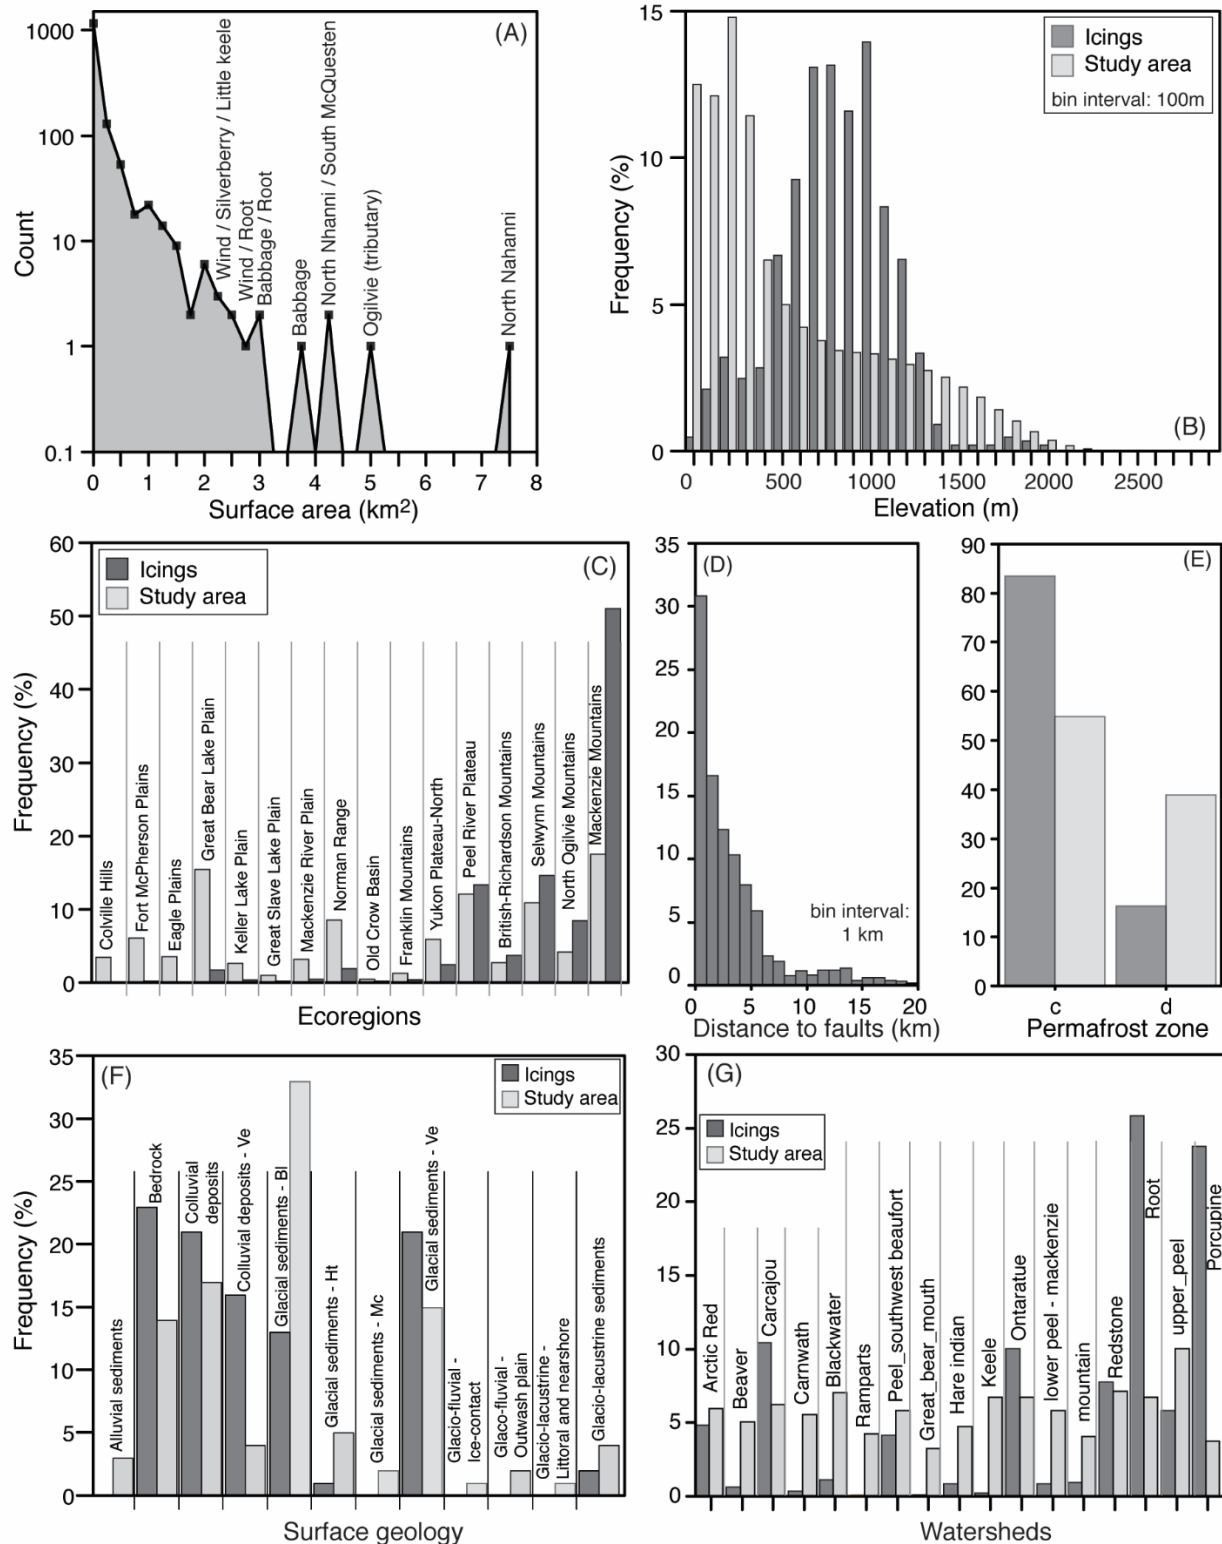 (A)
1000
100
10
1
0.1
Count
Wind / Silverberry / Little keele
Wind / Root
Babbage / Root
Babbage
North Nhanni / South McQuesten
Ogilvie (tributary)
North Nahanni
0 1 2 3 4 5 6 7 8
Surface area (km²)
15
10
5
0
Frequency (%)
Icings
Study area
bin interval: 100m
(B)
0 500 1000 1500 2000 2500
Elevation (m)
60
50
40
30
20
10
0
Frequency (%)
Icings
Study area
(C)
Colville Hills
Fort McPherson Plains
Eagle Plains
Great Bear Lake Plain
Keller Lake Plain
Great Slave Lake Plain
Mackenzie River Plain
Norman Range
Old Crow Basin
Franklin Mountains
Yukon Plateau-North
Peel River Plateau
British-Richardson Mountains
Selwynn Mountains
North Ogilvie Mountains
Mackenzie Mountains
Ecoregions
35
30
25
20
15
10
5
0
(D)
bin interval:
1 km
0 5 10 15 20
Distance to faults (km)
90
80
70
60
50
40
30
20
10
0
(E)
c d
Permafrost zone
35
30
25
20
15
10
5
0
Frequency (%)
(F)
Icings
Study area
Alluvial sediments
Bedrock
Colluvial
deposits
Colluvial deposits - Ve
Glacial sediments - Bl
Glacial sediments - Ht
Glacial sediments - Mc
Glacial sediments - Ve
Glacio-fluvial -
Ice-contact
Glaco-fluvial -
Outwash plain
Glacio-lacustrine -
Littoral and nearshore
Glacio-lacustrine sediments
Surface geology
30
25
20
15
10
5
0
(G)
Icings
Study area
Arctic Red
Beaver
Carcajou
Carnwath
Blackwater
Ramparts
Peel_southwest beaufort
Great_bear_mouth
Hare indian
Keele
Ontaratue
lower peel - mackenzie
mountain
Redstone
Root
upper_peel
Porcupine
Watersheds